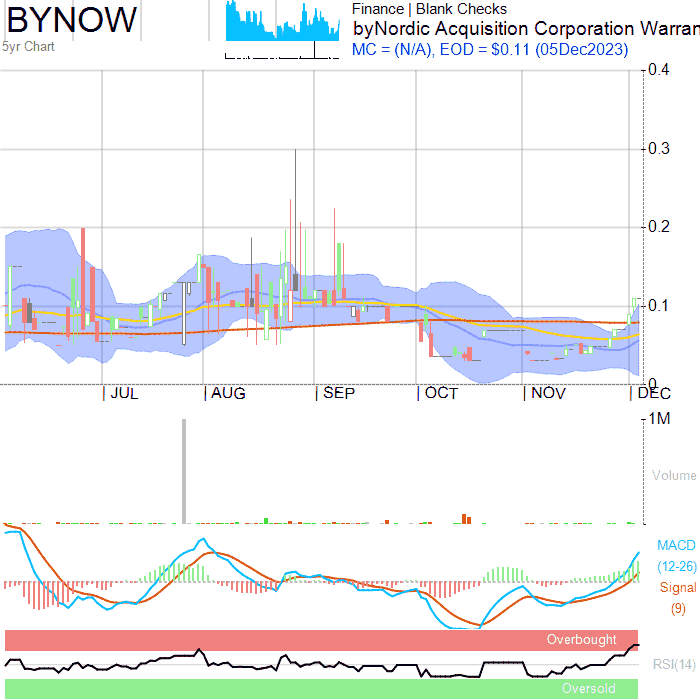 BYNOW
5yr Chart
Finance | Blank Checks
byNordic Acquisition Corporation Warran
MC = (N/A), EOD = $0.11 (05Dec2023)
0.4
0.3
0.2
0.1
0
JUL AUG SEP OCT NOV DEC
1M
Volume
MACD
(12-26)
Signal
(9)
Overbought
RSI(14)
Oversold